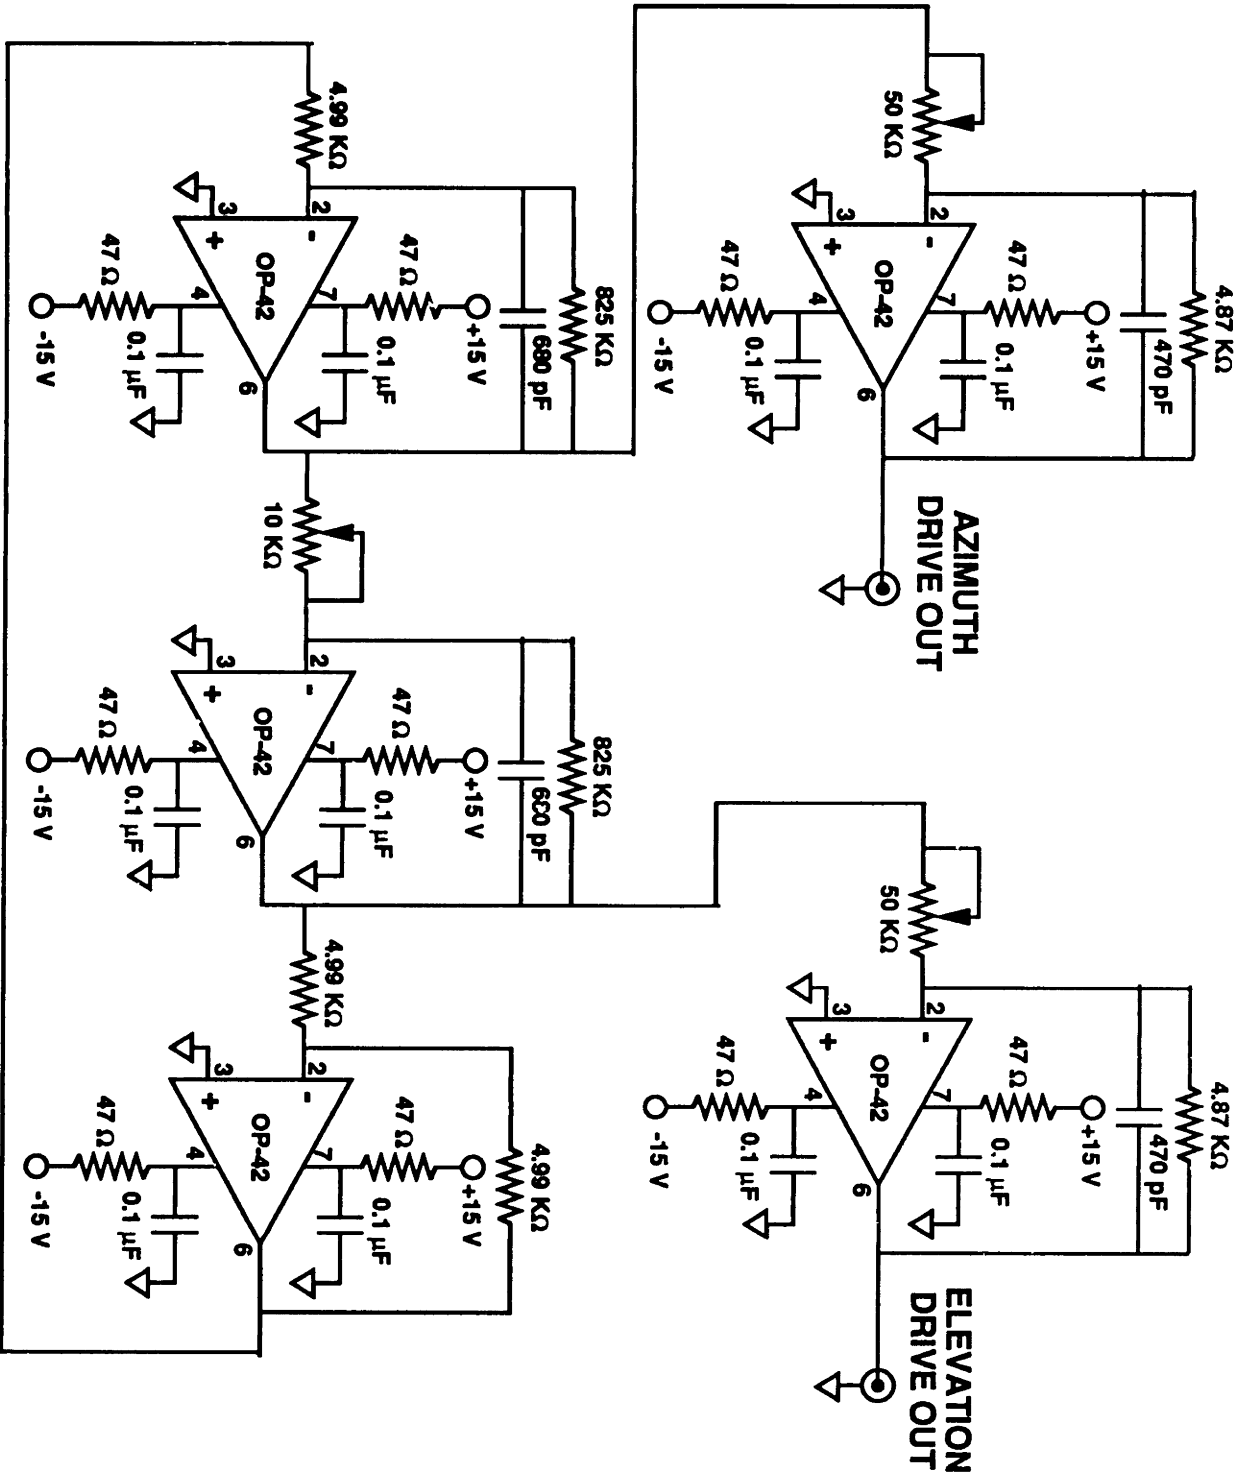 4.87 KΩ
470 pF
+15 V
47 Ω
0.1 µF
50 KΩ
2
-
7
OP-42
6
3
+
4
47 Ω
0.1 µF
-15 V
AZIMUTH
DRIVE OUT
4.87 KΩ
470 pF
+15 V
47 Ω
0.1 µF
50 KΩ
2
-
7
OP-42
6
3
+
4
47 Ω
0.1 µF
-15 V
ELEVATION
DRIVE OUT
825 KΩ
680 pF
+15 V
47 Ω
0.1 µF
4.99 KΩ
2
-
7
OP-42
6
3
+
4
47 Ω
0.1 µF
-15 V
825 KΩ
680 pF
+15 V
47 Ω
0.1 µF
10 KΩ
2
-
7
OP-42
6
3
+
4
47 Ω
0.1 µF
-15 V
4.99 KΩ
+15 V
47 Ω
0.1 µF
4.99 KΩ
2
-
7
OP-42
6
3
+
4
47 Ω
0.1 µF
-15 V